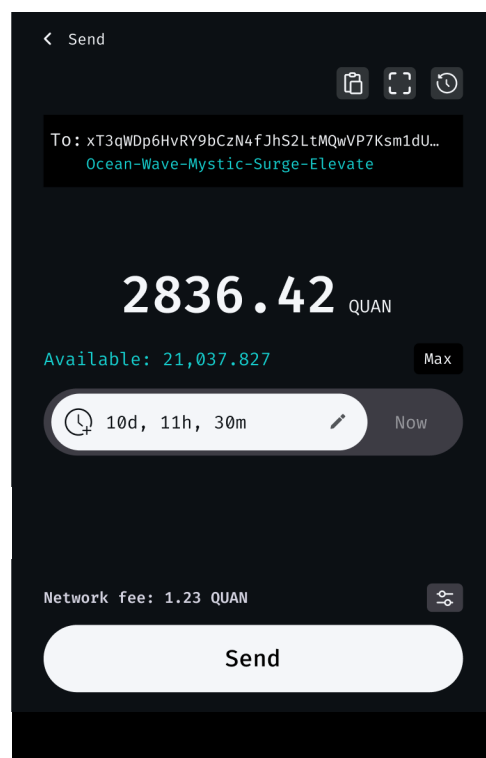 Send
To: xT3qWDp6HvRY9bCzN4fJhS2LtMQwVP7Ksm1dU…
Ocean-Wave-Mystic-Surge-Elevate
2836.42 QUAN
Available: 21,037.827 Max
10d, 11h, 30m Now
Network fee: 1.23 QUAN
Send